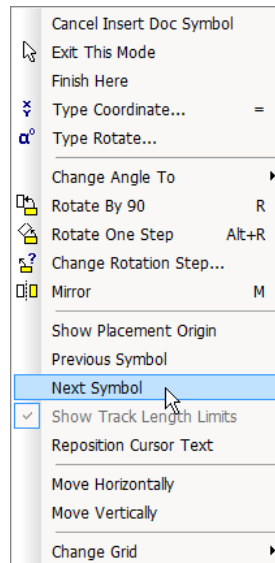 Cancel Insert Doc Symbol
Exit This Mode
Finish Here
X Y Type Coordinate... =
α° Type Rotate...
Change Angle To
Rotate By 90 R
Rotate One Step Alt+R
? Change Rotation Step...
Mirror M
Show Placement Origin
Previous Symbol
Next Symbol
Show Track Length Limits
Reposition Cursor Text
Move Horizontally
Move Vertically
Change Grid